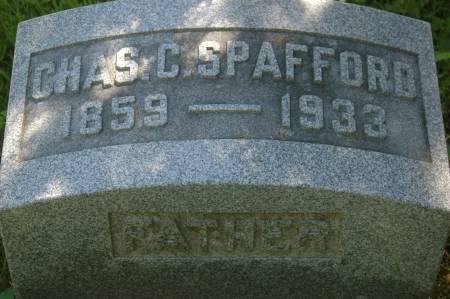 CHAS. C. SPAFFORD
1859 — 1933
FATHER